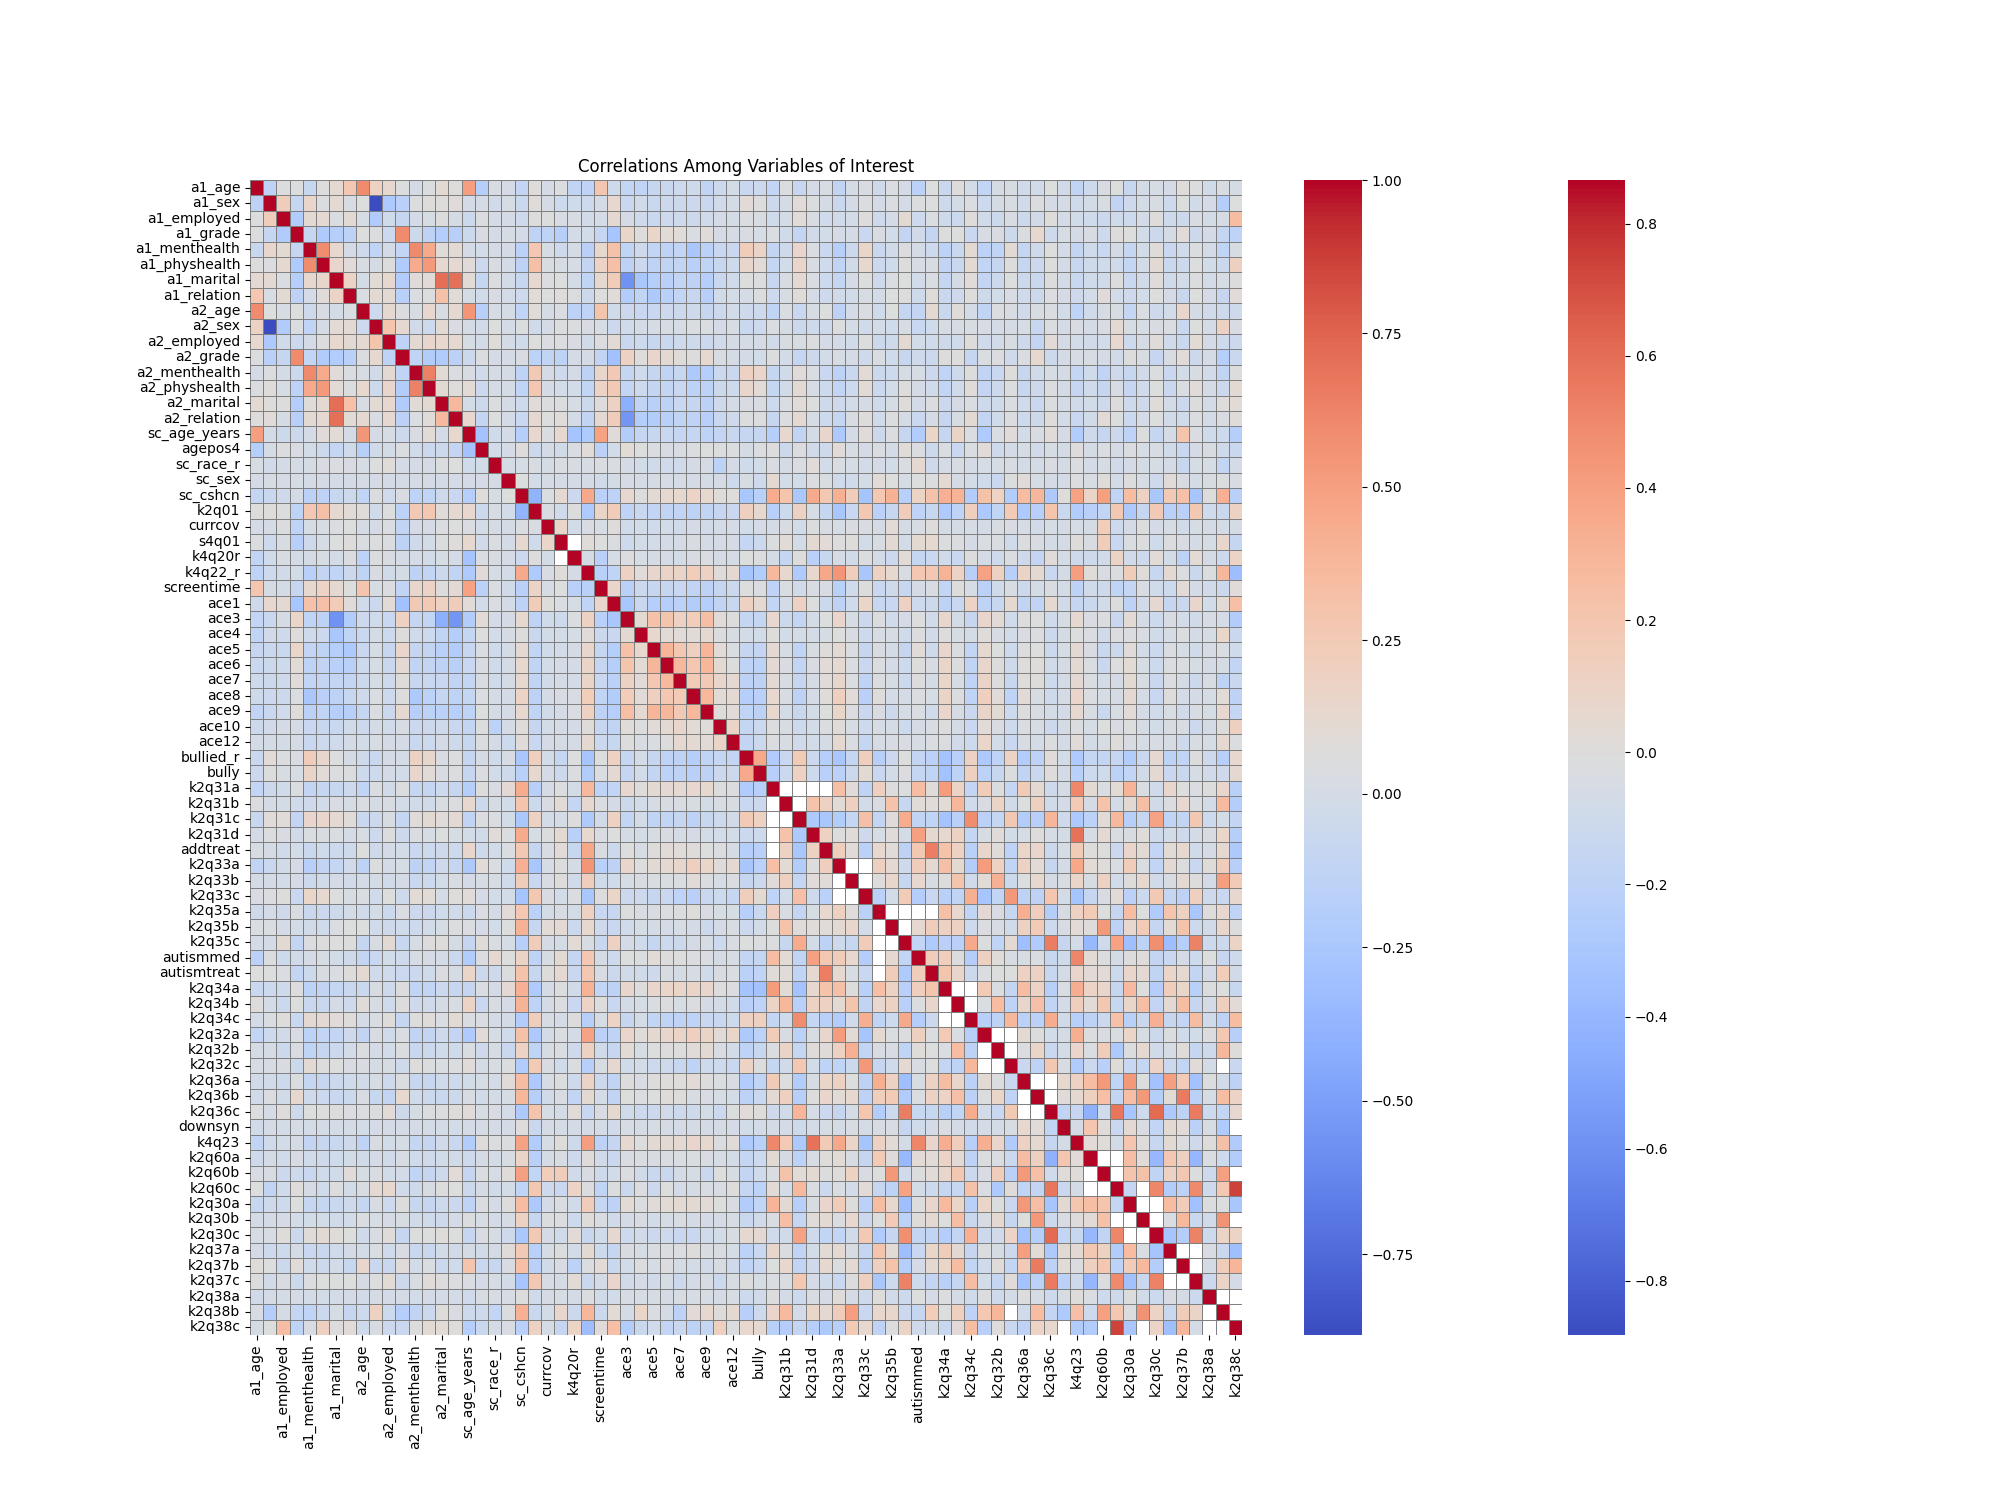 Correlations Among Variables of Interest
a1_age
a1_sex
a1_employed
a1_grade
a1_menthealth
a1_physhealth
a1_marital
a1_relation
a2_age
a2_sex
a2_employed
a2_grade
a2_menthealth
a2_physhealth
a2_marital
a2_relation
sc_age_years
agepos4
sc_race_r
sc_sex
sc_cshcn
k2q01
currcov
s4q01
k4q20r
k4q22_r
screentime
ace1
ace3
ace4
ace5
ace6
ace7
ace8
ace9
ace10
ace12
bullied_r
bully
k2q31a
k2q31b
k2q31c
k2q31d
addtreat
k2q33a
k2q33b
k2q33c
k2q35a
k2q35b
k2q35c
autismmed
autismtreat
k2q34a
k2q34b
k2q34c
k2q32a
k2q32b
k2q32c
k2q36a
k2q36b
k2q36c
downsyn
k4q23
k2q60a
k2q60b
k2q60c
k2q30a
k2q30b
k2q30c
k2q37a
k2q37b
k2q37c
k2q38a
k2q38b
k2q38c
a1_age
a1_employed
a1_menthealth
a1_marital
a2_age
a2_employed
a2_menthealth
a2_marital
sc_age_years
sc_race_r
sc_cshcn
currcov
k4q20r
screentime
ace3
ace5
ace7
ace9
ace12
bully
k2q31b
k2q31d
k2q33a
k2q33c
k2q35b
autismmed
k2q34a
k2q34c
k2q32b
k2q36a
k2q36c
k4q23
k2q60b
k2q30a
k2q30c
k2q37b
k2q38a
k2q38c
1.00
0.75
0.50
0.25
0.00
−0.25
−0.50
−0.75
0.8
0.6
0.4
0.2
0.0
−0.2
−0.4
−0.6
−0.8